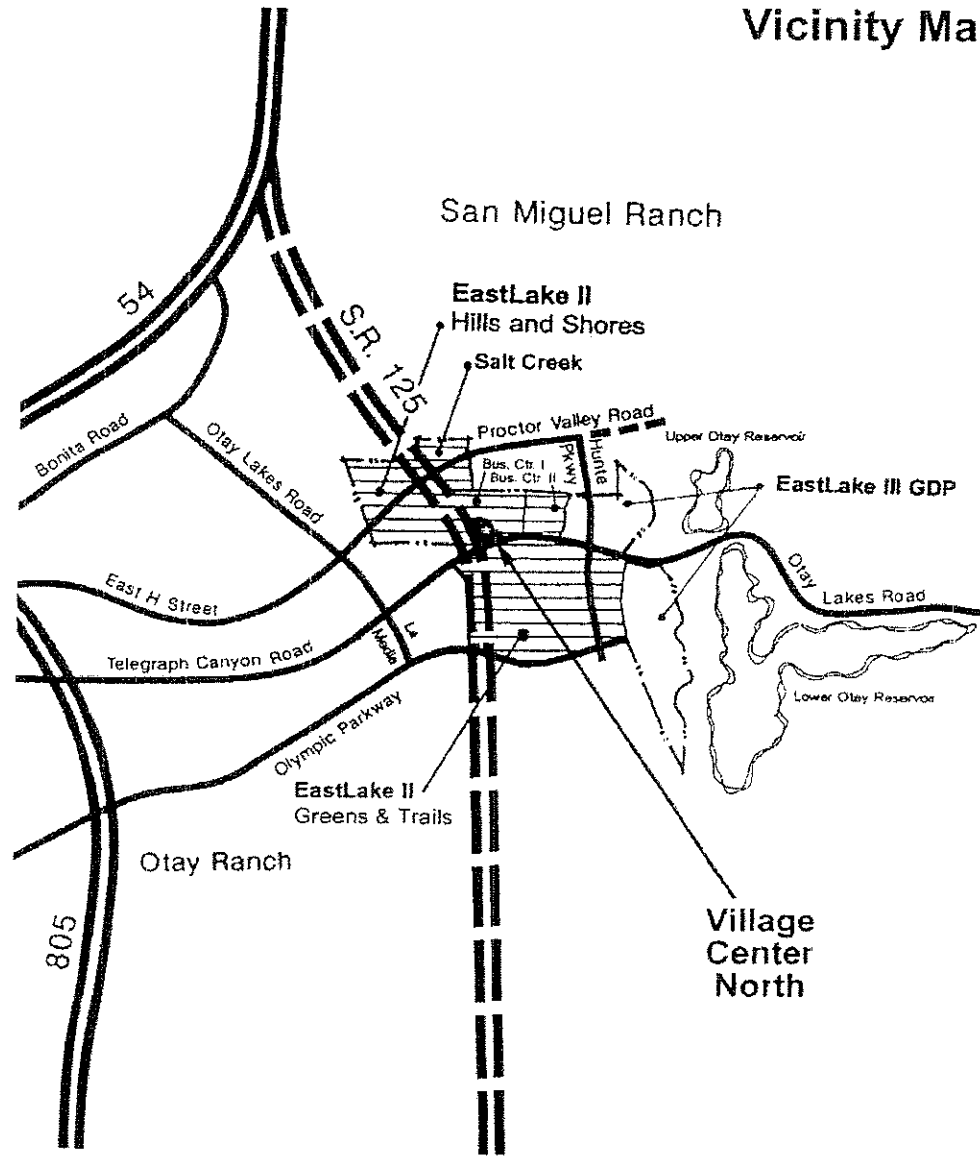 Vicinity Ma
San Miguel Ranch
54
S.R. 125
EastLake II
Hills and Shores
Salt Creek
Proctor Valley Road
Bonita Road
Otay Lakes Road
Bus. Ctr. I
Bus. Ctr. II
Hunte
Pkwy
Upper Otay Reservoir
EastLake III GDP
East H Street
Otay
Lakes Road
Telegraph Canyon Road
La
Media
Lower Otay Reservoir
Olympic Parkway
EastLake II
Greens & Trails
Otay Ranch
805
Village
Center
North